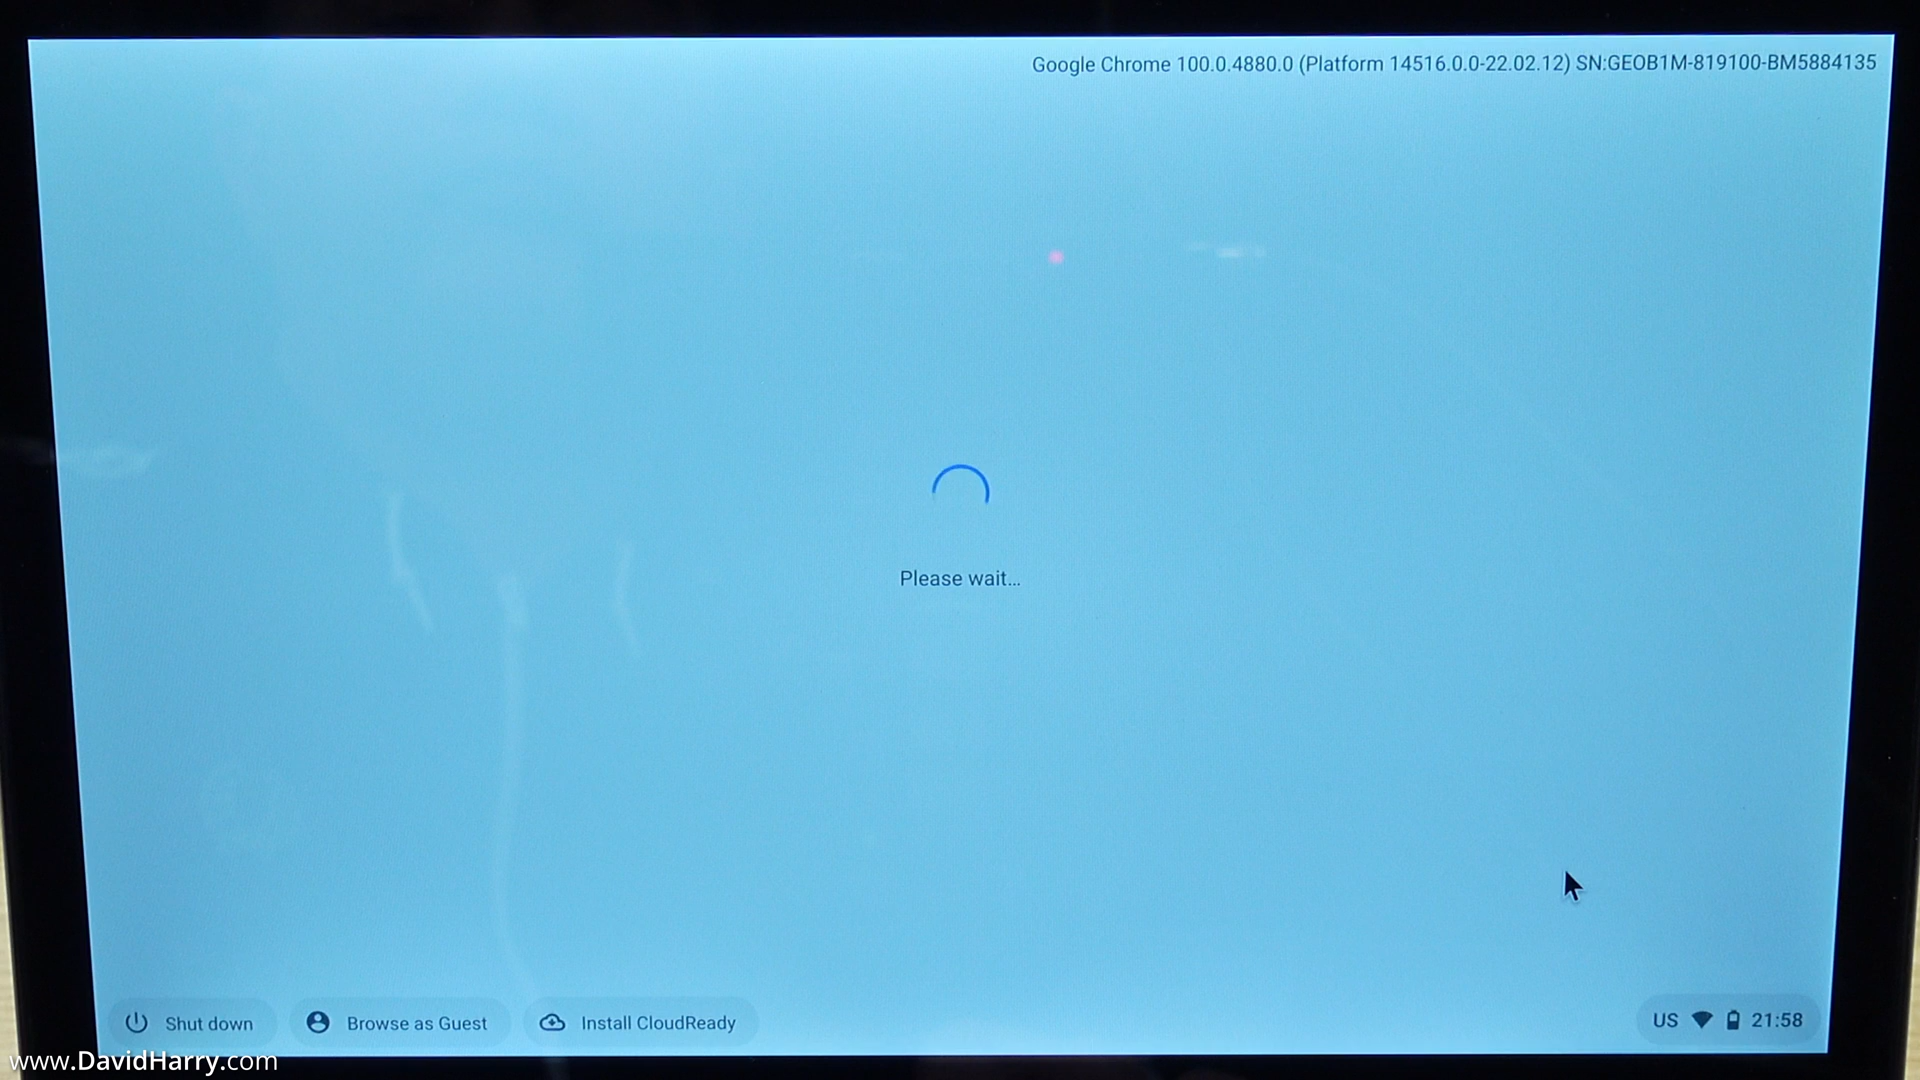 Google Chrome 100.0.4880.0 (Platform 14516.0.0-22.02.12) SN:GEOB1M-819100-BM5884135
Please wait...
Shut down
Browse as Guest
Install CloudReady
US
21:58
www.DavidHarry.com